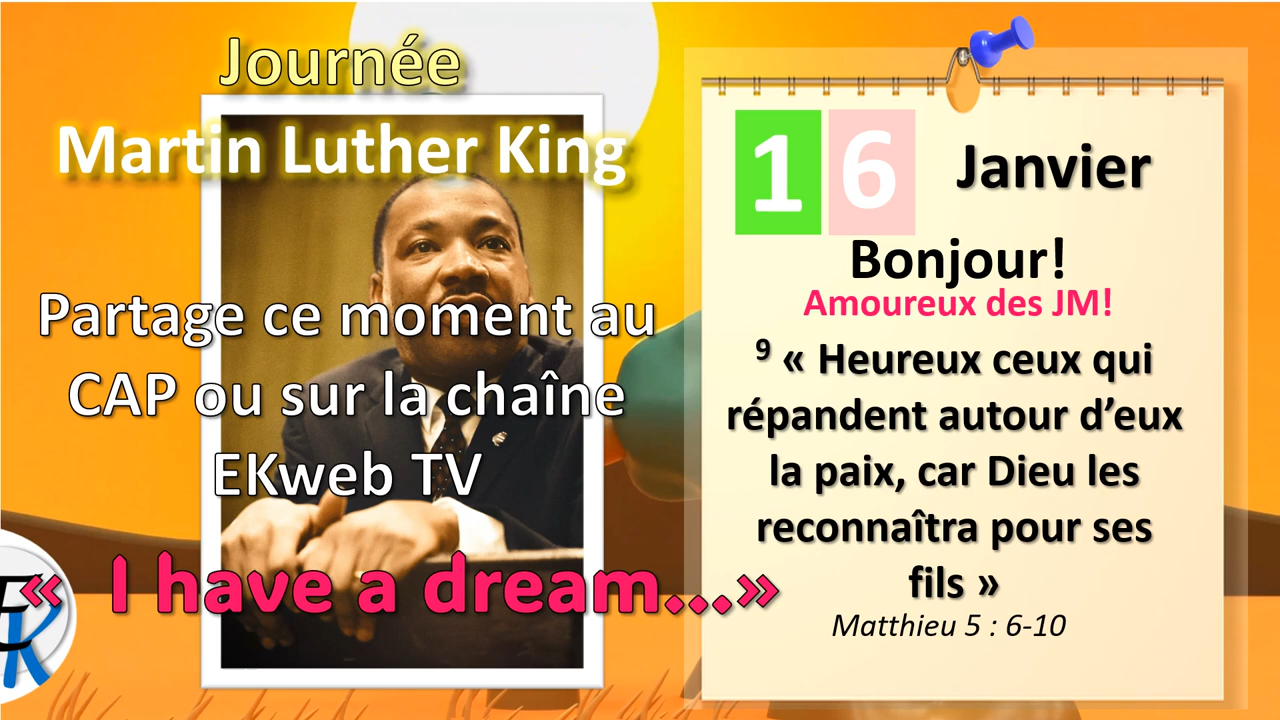 Journée
Martin Luther King
Partage ce moment au
CAP ou sur la chaîne
EKweb TV
«  I have a dream...»
EK
16
Janvier
Bonjour!
Amoureux des JM!
9 « Heureux ceux qui
répandent autour d’eux
la paix, car Dieu les
reconnaîtra pour ses
fils »
Matthieu 5 : 6-10